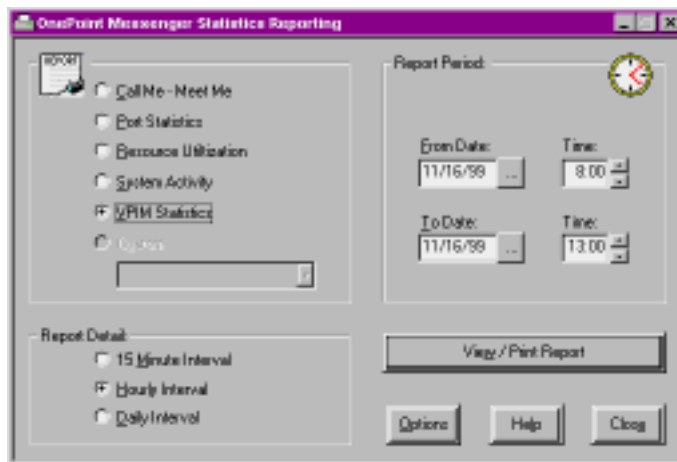 OnePoint Messenger Statistics Reporting
REPORT
Call Me - Meet Me
Port Statistics
Resource Utilization
System Activity
VPIM Statistics
Report Period:
From Date:
Time:
11/16/99
...
8:00
To Date:
Time:
11/16/99
...
13:00
Report Detail:
15 Minute Interval
Hourly Interval
Daily Interval
View / Print Report
Options
Help
Close